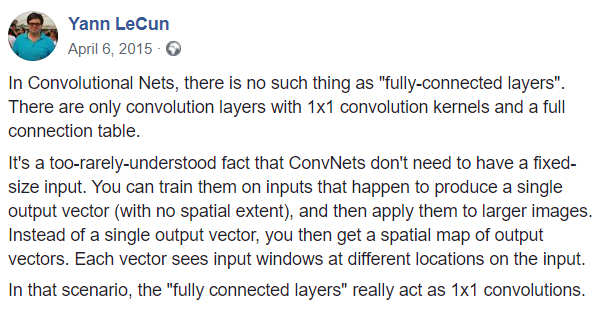 Yann LeCun
April 6, 2015 ·
In Convolutional Nets, there is no such thing as "fully-connected layers".
There are only convolution layers with 1x1 convolution kernels and a full
connection table.
It's a too-rarely-understood fact that ConvNets don't need to have a fixed-
size input. You can train them on inputs that happen to produce a single
output vector (with no spatial extent), and then apply them to larger images.
Instead of a single output vector, you then get a spatial map of output
vectors. Each vector sees input windows at different locations on the input.
In that scenario, the "fully connected layers" really act as 1x1 convolutions.